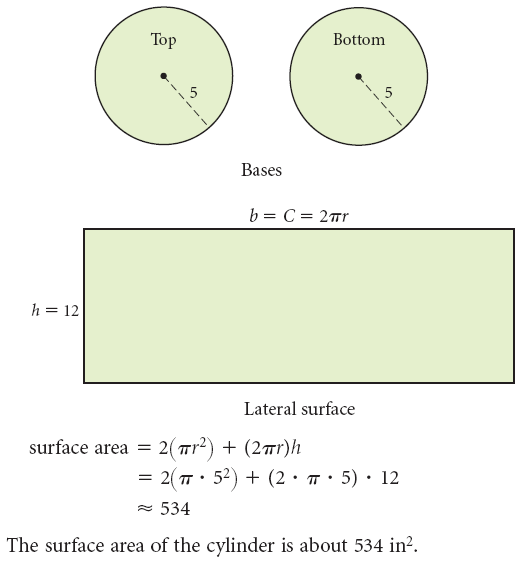 Top Bottom
5 5
Bases
b = C = 2πr
h = 12
Lateral surface
surface area = 2(πr²) + (2πr)h
= 2(π · 5²) + (2 · π · 5) · 12
≈ 534
The surface area of the cylinder is about 534 in².